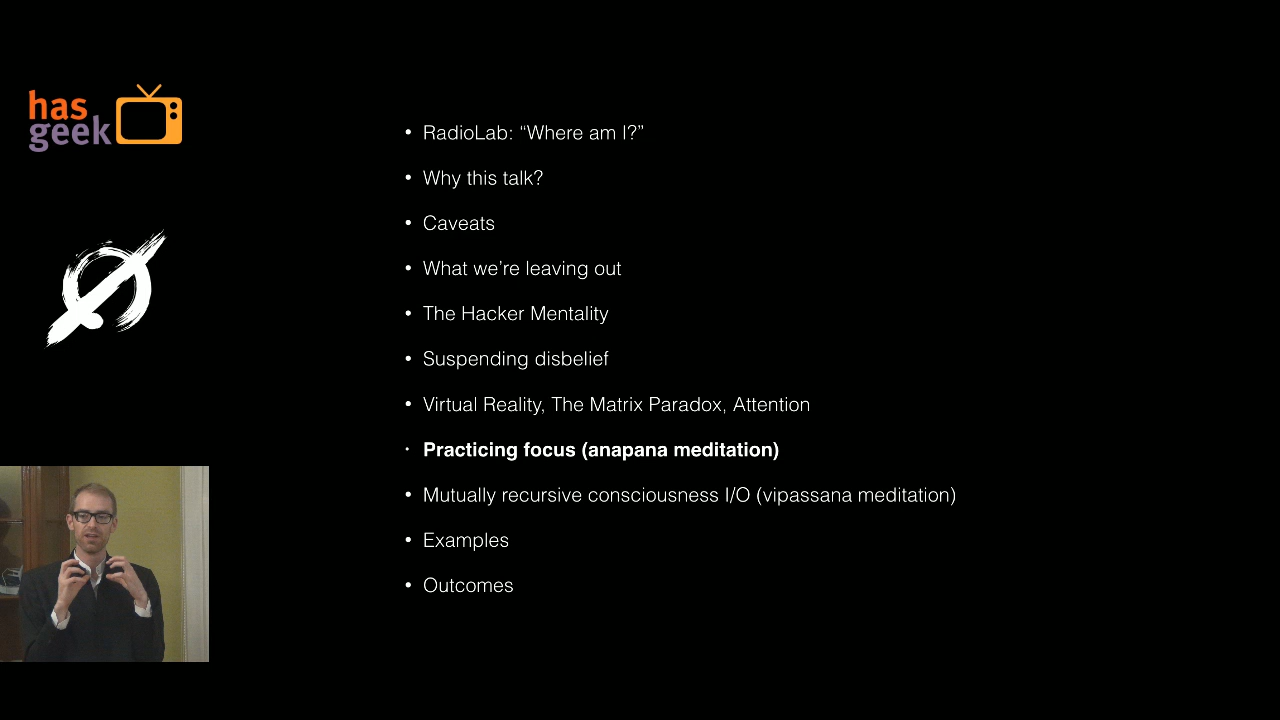 has
geek
• RadioLab: “Where am I?”
• Why this talk?
• Caveats
• What we’re leaving out
• The Hacker Mentality
• Suspending disbelief
• Virtual Reality, The Matrix Paradox, Attention
• Practicing focus (anapana meditation)
• Mutually recursive consciousness I/O (vipassana meditation)
• Examples
• Outcomes